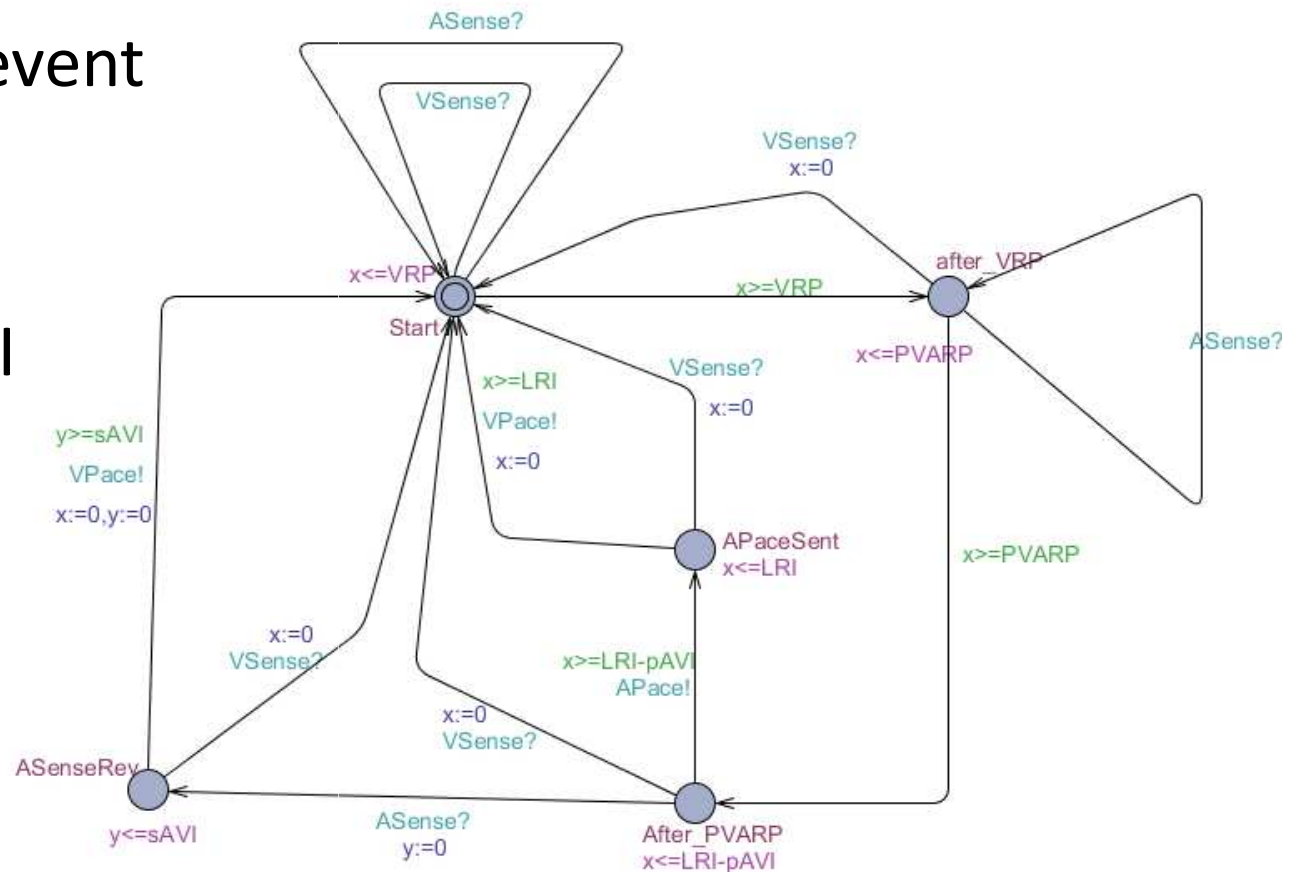 ASense?
event
VSense?
VSense?
x:=0
after_VRP
x<=VRP
x>=VRP
Start
l
x<=PVARP
ASense?
VSense?
x:=0
x>=LRI
VPace!
x:=0
y>=sAVI
VPace!
x:=0,y:=0
APaceSent
x<=LRI
x>=PVARP
x:=0
VSense?
x>=LRI-pAVI
APace!
x:=0
VSense?
ASenseRev
y<=sAVI
ASense?
y:=0
After_PVARP
x<=LRI-pAVI